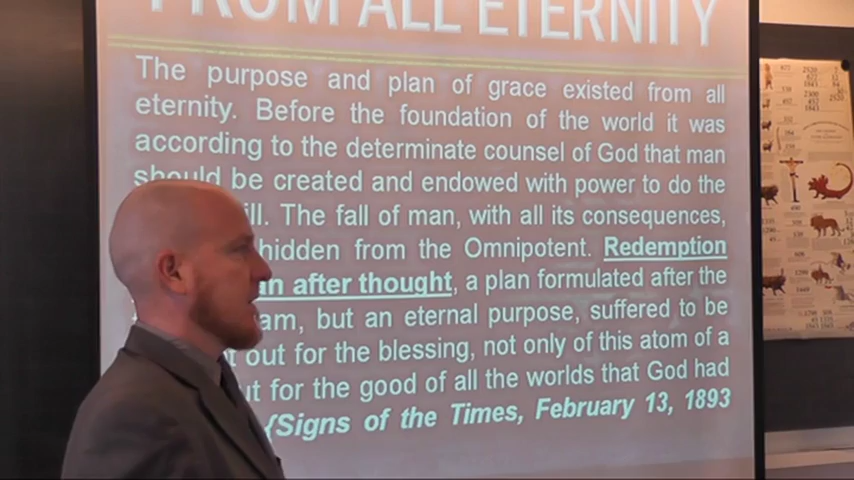 FROM ALL ETERNITY
The purpose and plan of grace existed from all
eternity. Before the foundation of the world it was
according to the determinate counsel of God that man
should be created and endowed with power to do the
ill. The fall of man, with all its consequences,
hidden from the Omnipotent. Redemption
n after thought, a plan formulated after the
am, but an eternal purpose, suffered to be
t out for the blessing, not only of this atom of a
ut for the good of all the worlds that God had
{Signs of the Times, February 13, 1893